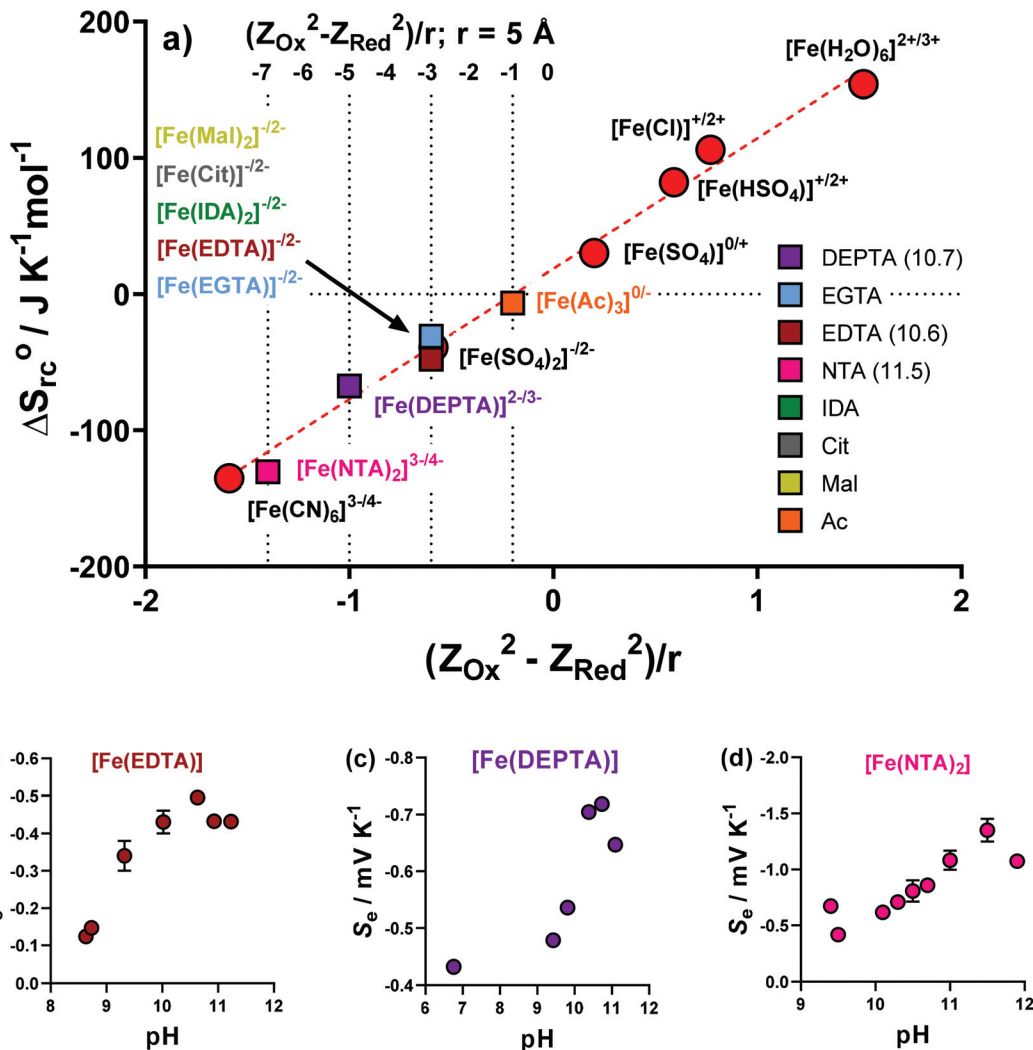 a)
(Z_Ox^2-Z_Red^2)/r; r = 5 Å
-7 -6 -5 -4 -3 -2 -1 0
200
100
0
-100
-200
ΔS_rc^o / J K^-1mol^-1
[Fe(H2O)6]^2+/3+
[Fe(Cl)]^+/2+
[Fe(HSO4)]^+/2+
[Fe(SO4)]^0/+
[Fe(Mal)2]^-/2-
[Fe(Cit)]^-/2-
[Fe(IDA)2]^-/2-
[Fe(EDTA)]^-/2-
[Fe(EGTA)]^-/2-
[Fe(Ac)3]^0/-
[Fe(SO4)2]^-/2-
[Fe(DEPTA)]^2-/3-
[Fe(NTA)2]^3-/4-
[Fe(CN)6]^3-/4-
DEPTA (10.7)
EGTA
EDTA (10.6)
NTA (11.5)
IDA
Cit
Mal
Ac
-2 -1 0 1 2
(Z_Ox^2 - Z_Red^2)/r
[Fe(EDTA)]
-0.6
-0.5
-0.4
-0.3
-0.2
-0.1
0.0
8 9 10 11 12
pH
(c)
[Fe(DEPTA)]
S_e / mV K^-1
-0.8
-0.7
-0.6
-0.5
-0.4
6 7 8 9 10 11 12
pH
(d)
[Fe(NTA)2]
S_e / mV K^-1
-2.0
-1.5
-1.0
-0.5
0.0
9 10 11 12
pH